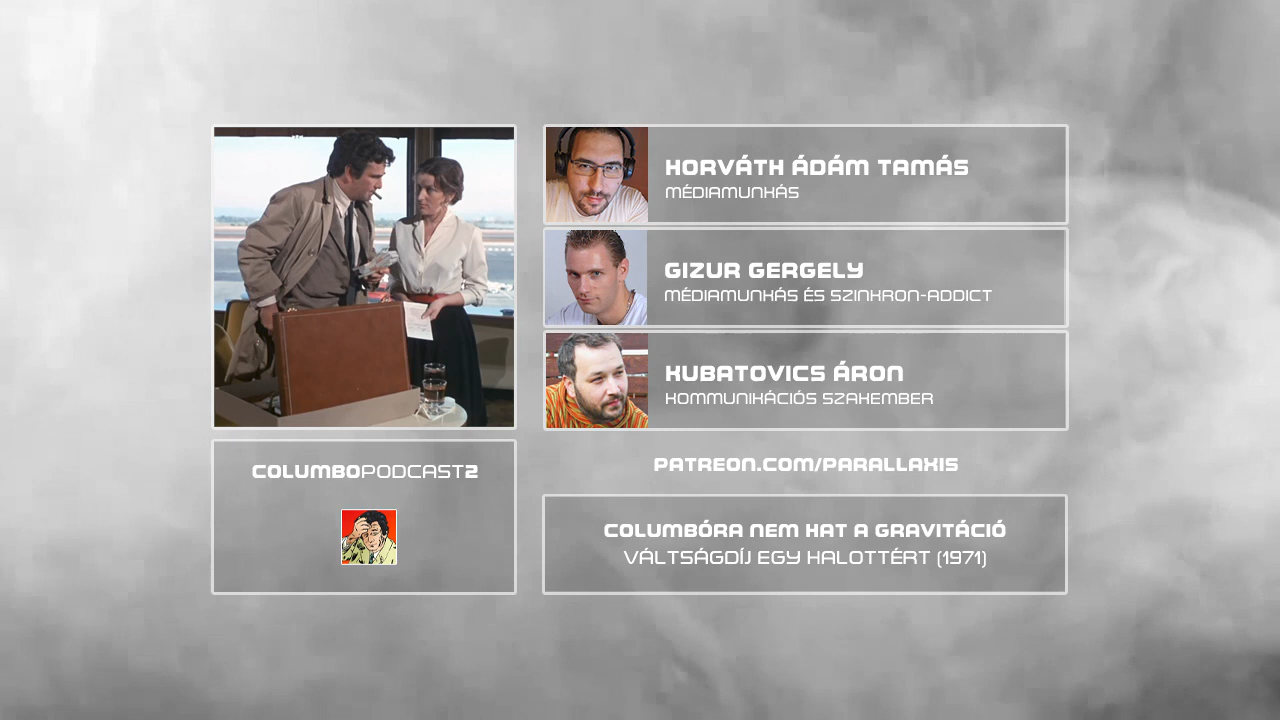 HORVÁTH ÁDÁM TAMÁS
MÉDIAMUNKÁS
GIZUR GERGELY
MÉDIAMUNKÁS ÉS SZINKRON-ADDICT
KUBATOVICS ÁRON
KOMMUNIKÁCIÓS SZAKEMBER
COLUMBOPODCAST2
PATREON.COM/PARALLAXIS
COLUMBÓRA NEM HAT A GRAVITÁCIÓ
VÁLTSÁGDÍJ EGY HALOTTÉRT (1971)